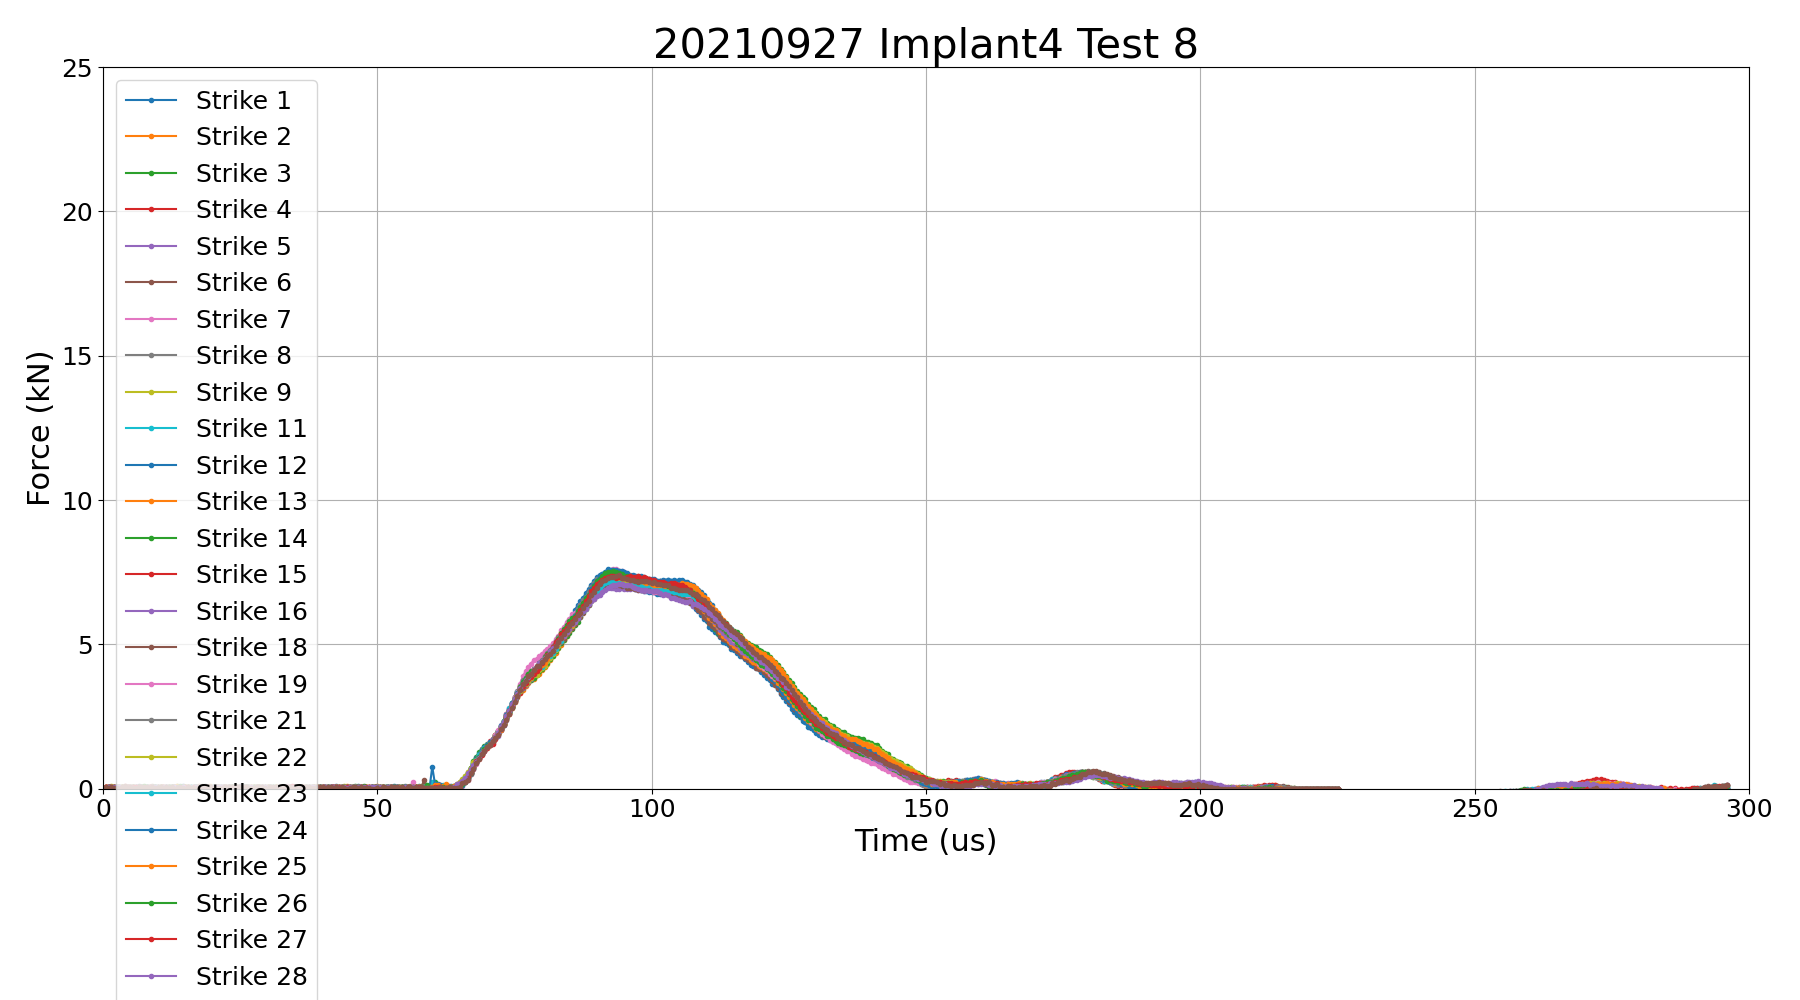 20210927 Implant4 Test 8
25
20
15
10
5
0
Force (kN)
Strike 1
Strike 2
Strike 3
Strike 4
Strike 5
Strike 6
Strike 7
Strike 8
Strike 9
Strike 11
Strike 12
Strike 13
Strike 14
Strike 15
Strike 16
Strike 18
Strike 19
Strike 21
Strike 22
Strike 23
Strike 24
Strike 25
Strike 26
Strike 27
Strike 28
0 50 100 150 200 250 300
Time (us)